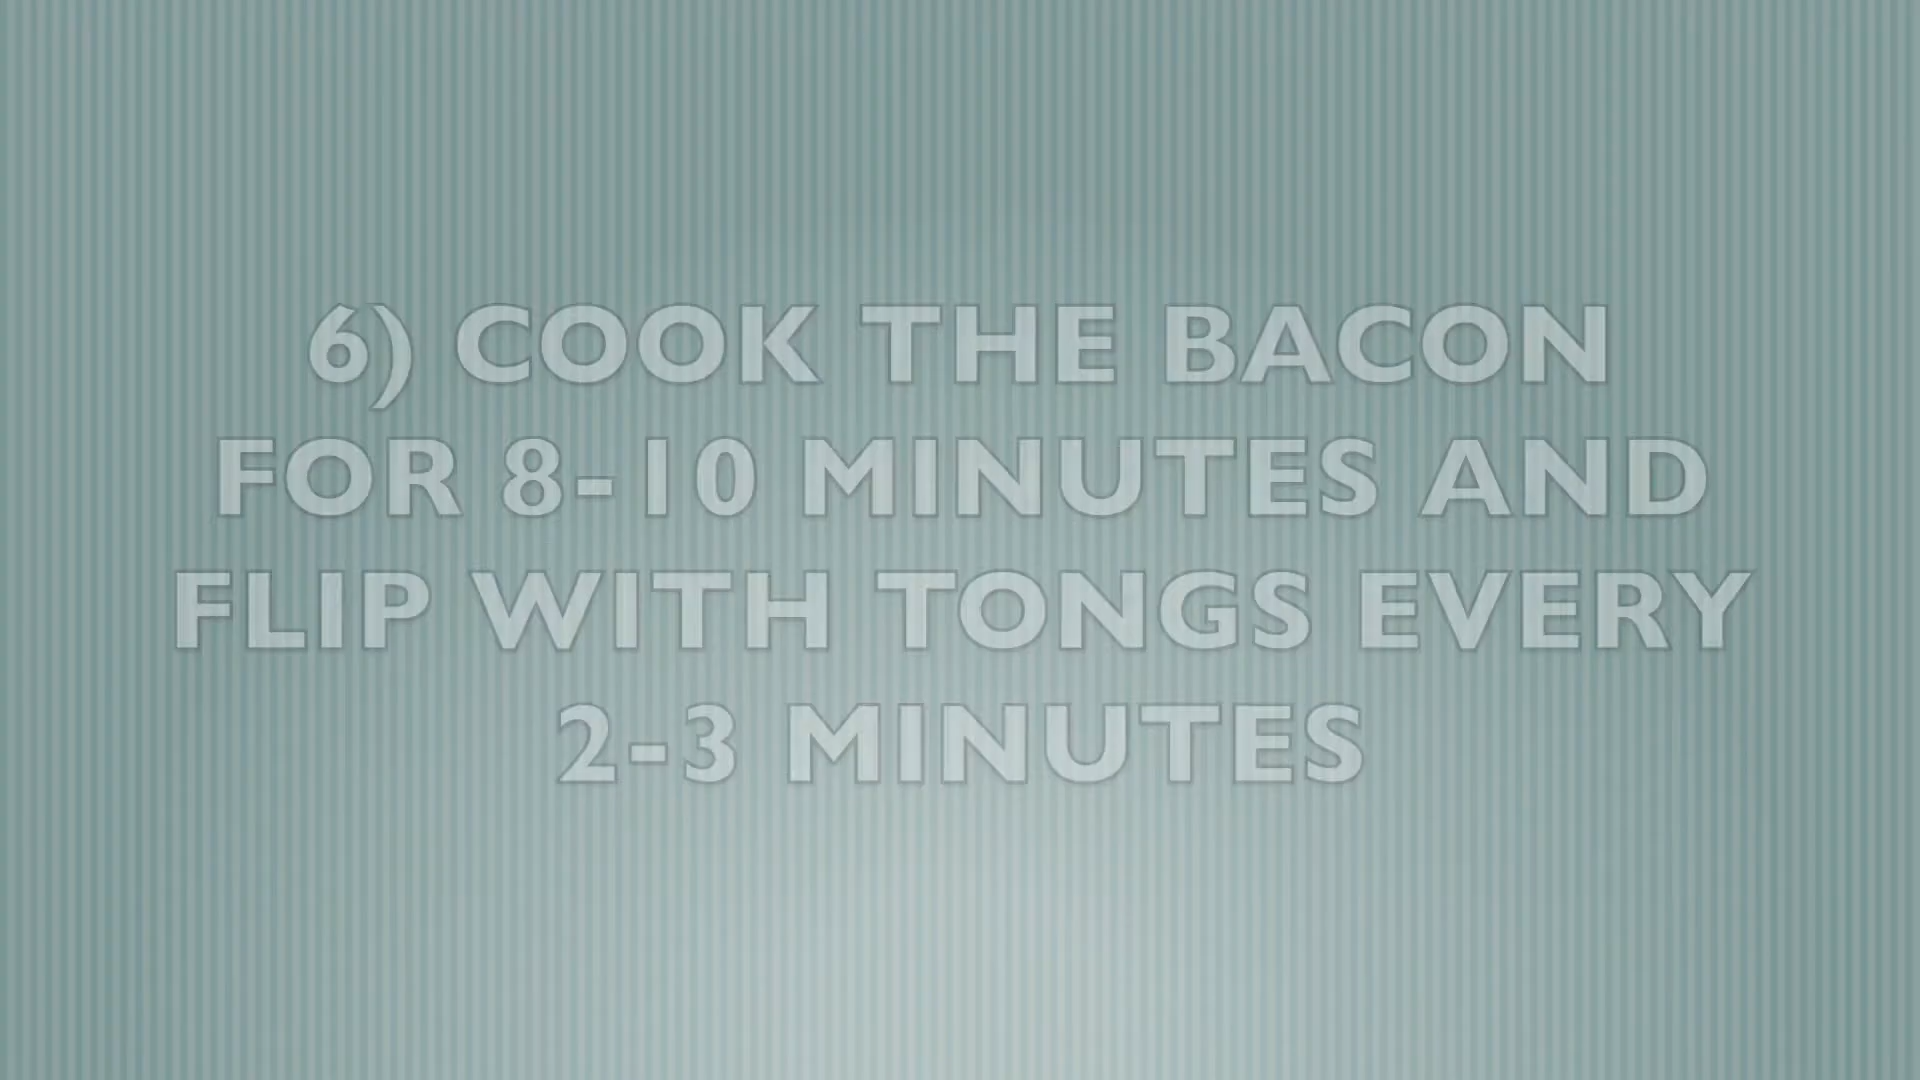 6) COOK THE BACON
FOR 8-10 MINUTES AND
FLIP WITH TONGS EVERY
2-3 MINUTES